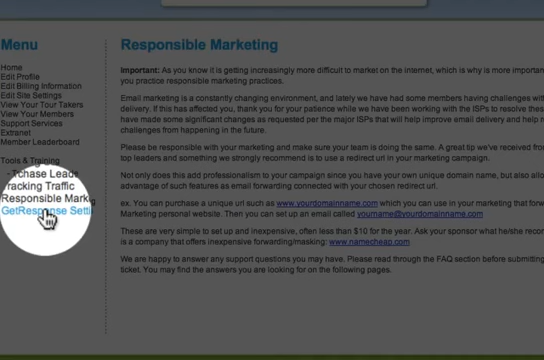 Menu
Home
Edit Profile
Edit Billing Information
Edit Site Settings
View Your Tour Takers
View Your Members
Support Services
Extranet
Member Leaderboard
Tools & Training
- Purchase Leads
Tracking Traffic
Responsible Mark
GetResponse Setti
Responsible Marketing
Important: As you know it is getting increasingly more difficult to market on the internet, which is why is more importan
you practice responsible marketing practices.
Email marketing is a constantly changing environment, and lately we have had some members having challenges wit
delivery. If this has affected you, thank you for your patience while we have been working with the ISPs to resolve thes
have made some significant changes as requested per the major ISPs that will help improve email delivery and help r
challenges from happening in the future.
Please be responsible with your marketing and make sure your team is doing the same. A great tip we've received from
top leaders and something we strongly recommend is to use a redirect url in your marketing campaign.
Not only does this add professionalism to your campaign since you have your own unique domain name, but also allo
advantage of such features as email forwarding connected with your chosen redirect url.
ex. You can purchase a unique url such as www.yourdomainname.com which you can use in your marketing that forw
Marketing personal website. Then you can set up an email called yourname@yourdomainname.com
These are very simple to set up and inexpensive, often less than $10 for the year. Ask your sponsor what he/she recor
is a company that offers inexpensive forwarding/masking: www.namecheap.com
We are happy to answer any support questions you may have. Please read through the FAQ section before submitting
ticket. You may find the answers you are looking for on the following pages.